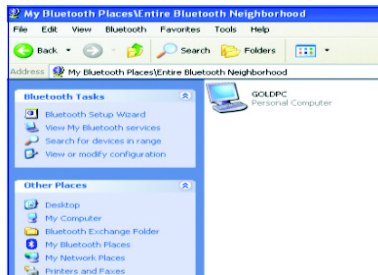 My Bluetooth Places\Entire Bluetooth Neighborhood
File Edit View Bluetooth Favorites Tools Help
Back Search Folders
Address My Bluetooth Places\Entire Bluetooth Neighborhood
Bluetooth Tasks
Bluetooth Setup Wizard
View My Bluetooth services
Search for devices in range
View or modify configuration
Other Places
Desktop
My Computer
Bluetooth Exchange Folder
My Bluetooth Places
My Network Places
Printers and Faxes
GOLDPC
Personal Computer